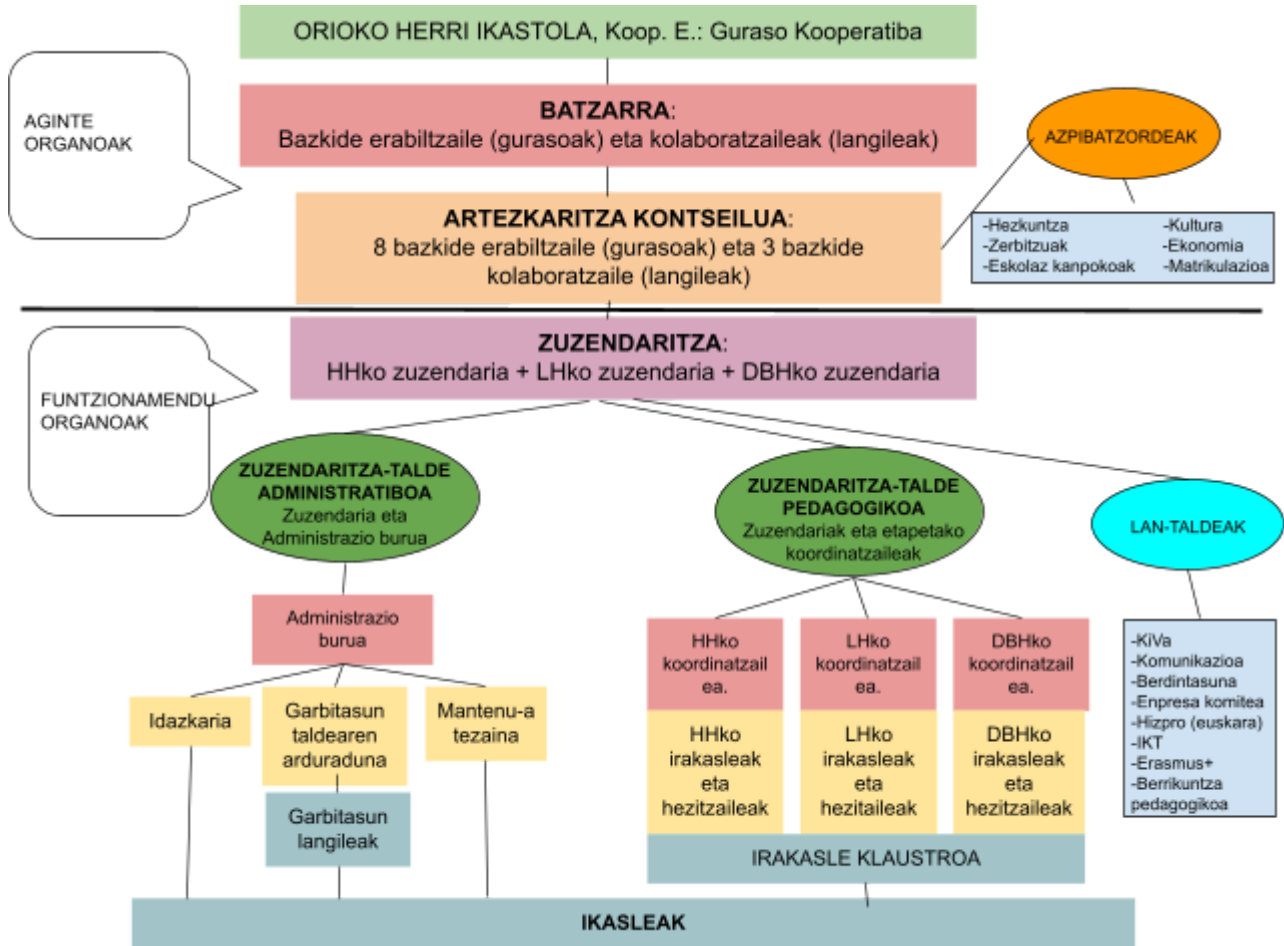 ORIOKO HERRI IKASTOLA, Koop. E.: Guraso Kooperatiba
AGINTE
ORGANOAK
BATZARRA:
Bazkide erabiltzaile (gurasoak) eta kolaboratzaileak (langileak)
AZPIBATZORDEAK
ARTEZKARITZA KONTSEILUA:
8 bazkide erabiltzaile (gurasoak) eta 3 bazkide
kolaboratzaile (langileak)
-Hezkuntza
-Zerbitzuak
-Eskolaz kanpokoak
-Kultura
-Ekonomia
-Matrikulazioa
FUNTZIONAMENDU
ORGANOAK
ZUZENDARITZA:
HHko zuzendaria + LHko zuzendaria + DBHko zuzendaria
ZUZENDARITZA-TALDE
ADMINISTRATIBOA
Zuzendaria eta
Administrazio burua
ZUZENDARITZA-TALDE
PEDAGOGIKOA
Zuzendariak eta etapetako
koordinatzaileak
LAN-TALDEAK
Administrazio
burua
Idazkaria
Garbitasun
taldearen
arduraduna
Mantenu-a
tezaina
Garbitasun
langileak
HHko
koordinatzail
ea.
LHko
koordinatzail
ea.
DBHko
koordinatzail
ea.
HHko
irakasleak
eta
hezitzaileak
LHko
irakasleak
eta
hezitaileak
DBHko
irakasleak
eta
hezitzaileak
IRAKASLE KLAUSTROA
-KiVa
-Komunikazioa
-Berdintasuna
-Enpresa komitea
-Hizpro (euskara)
-IKT
-Erasmus+
-Berrikuntza
pedagogikoa
IKASLEAK